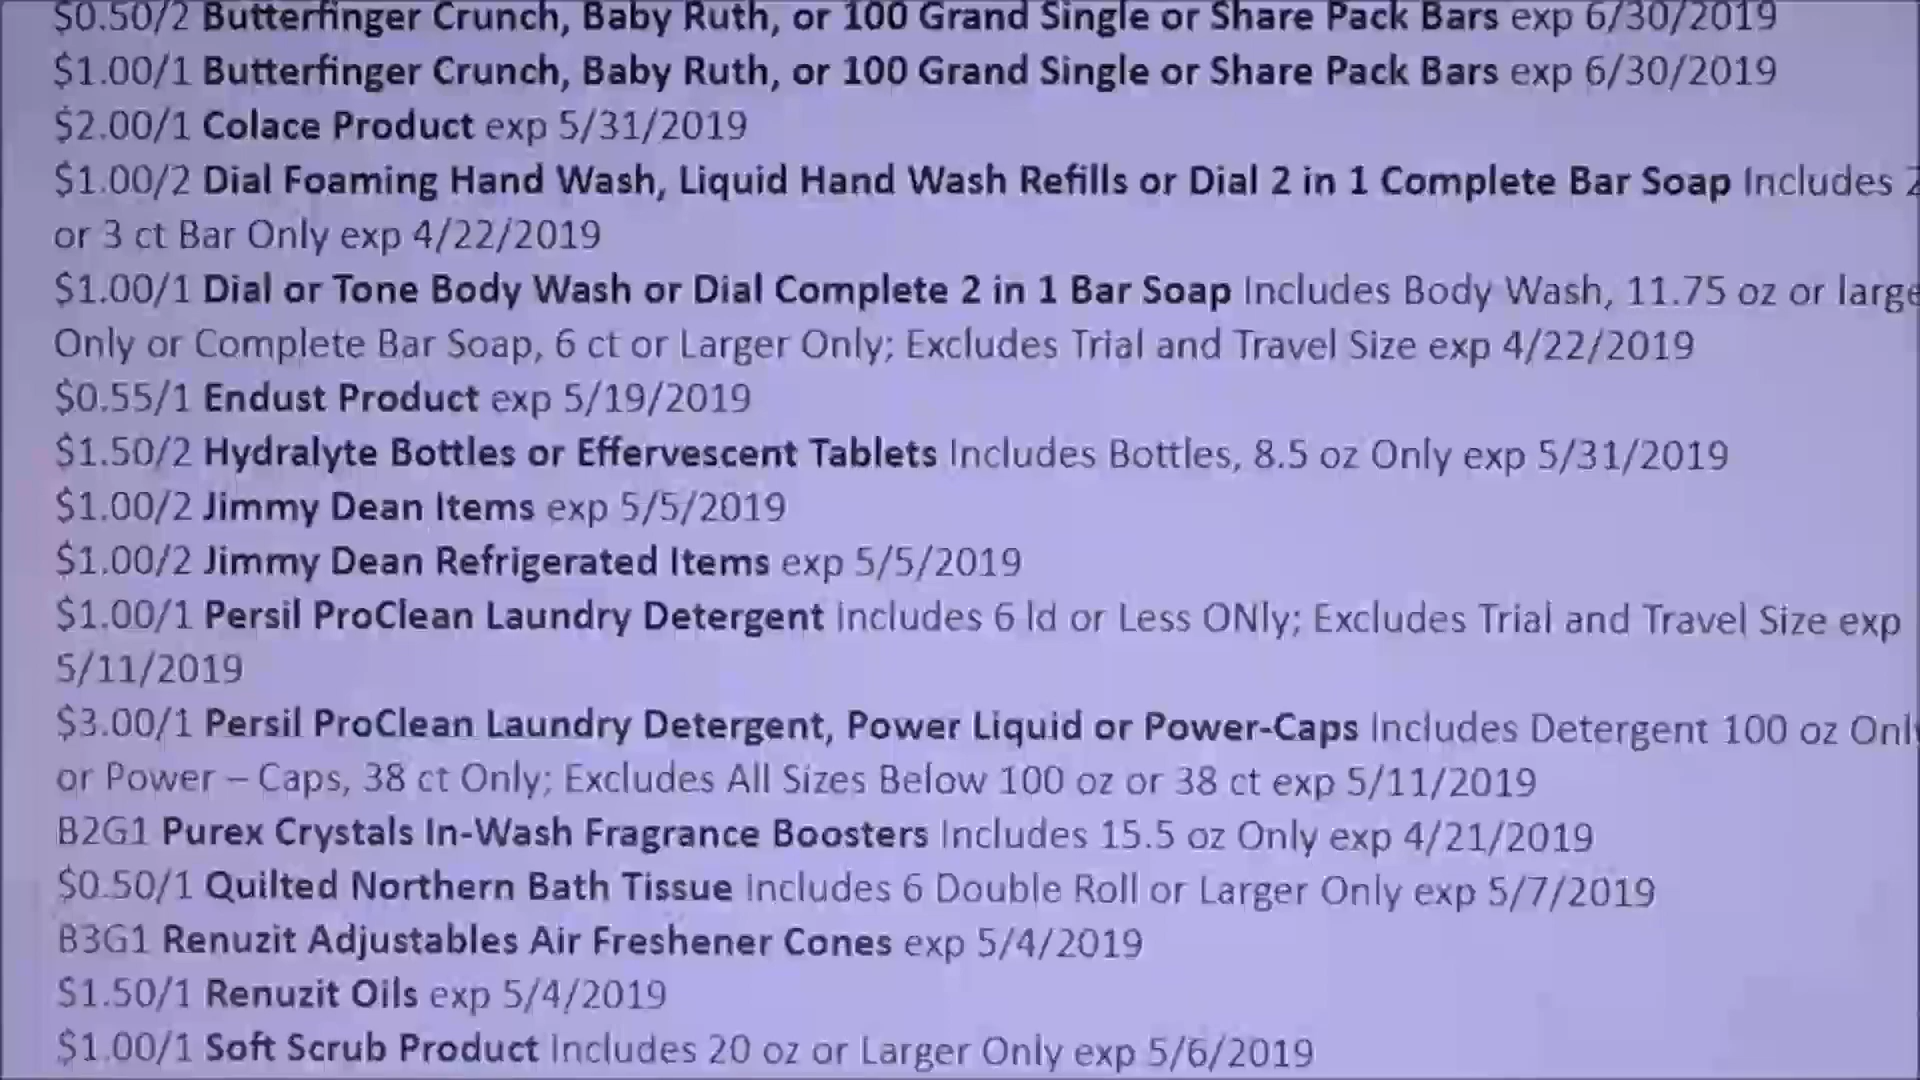 $0.50/2 Butterfinger Crunch, Baby Ruth, or 100 Grand Single or Share Pack Bars exp 6/30/2019
$1.00/1 Butterfinger Crunch, Baby Ruth, or 100 Grand Single or Share Pack Bars exp 6/30/2019
$2.00/1 Colace Product exp 5/31/2019
$1.00/2 Dial Foaming Hand Wash, Liquid Hand Wash Refills or Dial 2 in 1 Complete Bar Soap Includes 2
or 3 ct Bar Only exp 4/22/2019
$1.00/1 Dial or Tone Body Wash or Dial Complete 2 in 1 Bar Soap Includes Body Wash, 11.75 oz or large
Only or Complete Bar Soap, 6 ct or Larger Only; Excludes Trial and Travel Size exp 4/22/2019
$0.55/1 Endust Product exp 5/19/2019
$1.50/2 Hydralyte Bottles or Effervescent Tablets Includes Bottles, 8.5 oz Only exp 5/31/2019
$1.00/2 Jimmy Dean Items exp 5/5/2019
$1.00/2 Jimmy Dean Refrigerated Items exp 5/5/2019
$1.00/1 Persil ProClean Laundry Detergent Includes 6 ld or Less ONly; Excludes Trial and Travel Size exp
5/11/2019
$3.00/1 Persil ProClean Laundry Detergent, Power Liquid or Power-Caps Includes Detergent 100 oz Only
or Power – Caps, 38 ct Only; Excludes All Sizes Below 100 oz or 38 ct exp 5/11/2019
B2G1 Purex Crystals In-Wash Fragrance Boosters Includes 15.5 oz Only exp 4/21/2019
$0.50/1 Quilted Northern Bath Tissue Includes 6 Double Roll or Larger Only exp 5/7/2019
B3G1 Renuzit Adjustables Air Freshener Cones exp 5/4/2019
$1.50/1 Renuzit Oils exp 5/4/2019
$1.00/1 Soft Scrub Product Includes 20 oz or Larger Only exp 5/6/2019